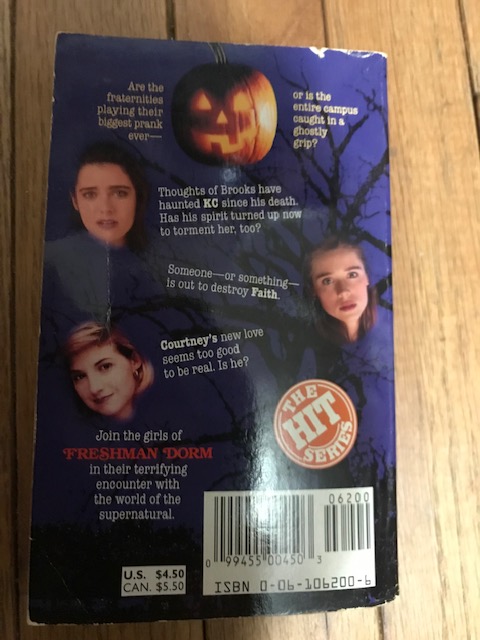 Are the
fraternities
playing their
biggest prank
ever—
or is the
entire campus
caught in a
ghostly
grip?
Thoughts of Brooks have
haunted KC since his death.
Has his spirit turned up now
to torment her, too?
Someone—or something—
is out to destroy Faith.
Courtney's new love
seems too good
to be real. Is he?
THE
HIT
SERIES
Join the girls of
FRESHMAN DORM
in their terrifying
encounter with
the world of the
supernatural.
06200
0 99455 00450 3
U.S. $4.50
CAN. $5.50
ISBN 0-06-106200-6